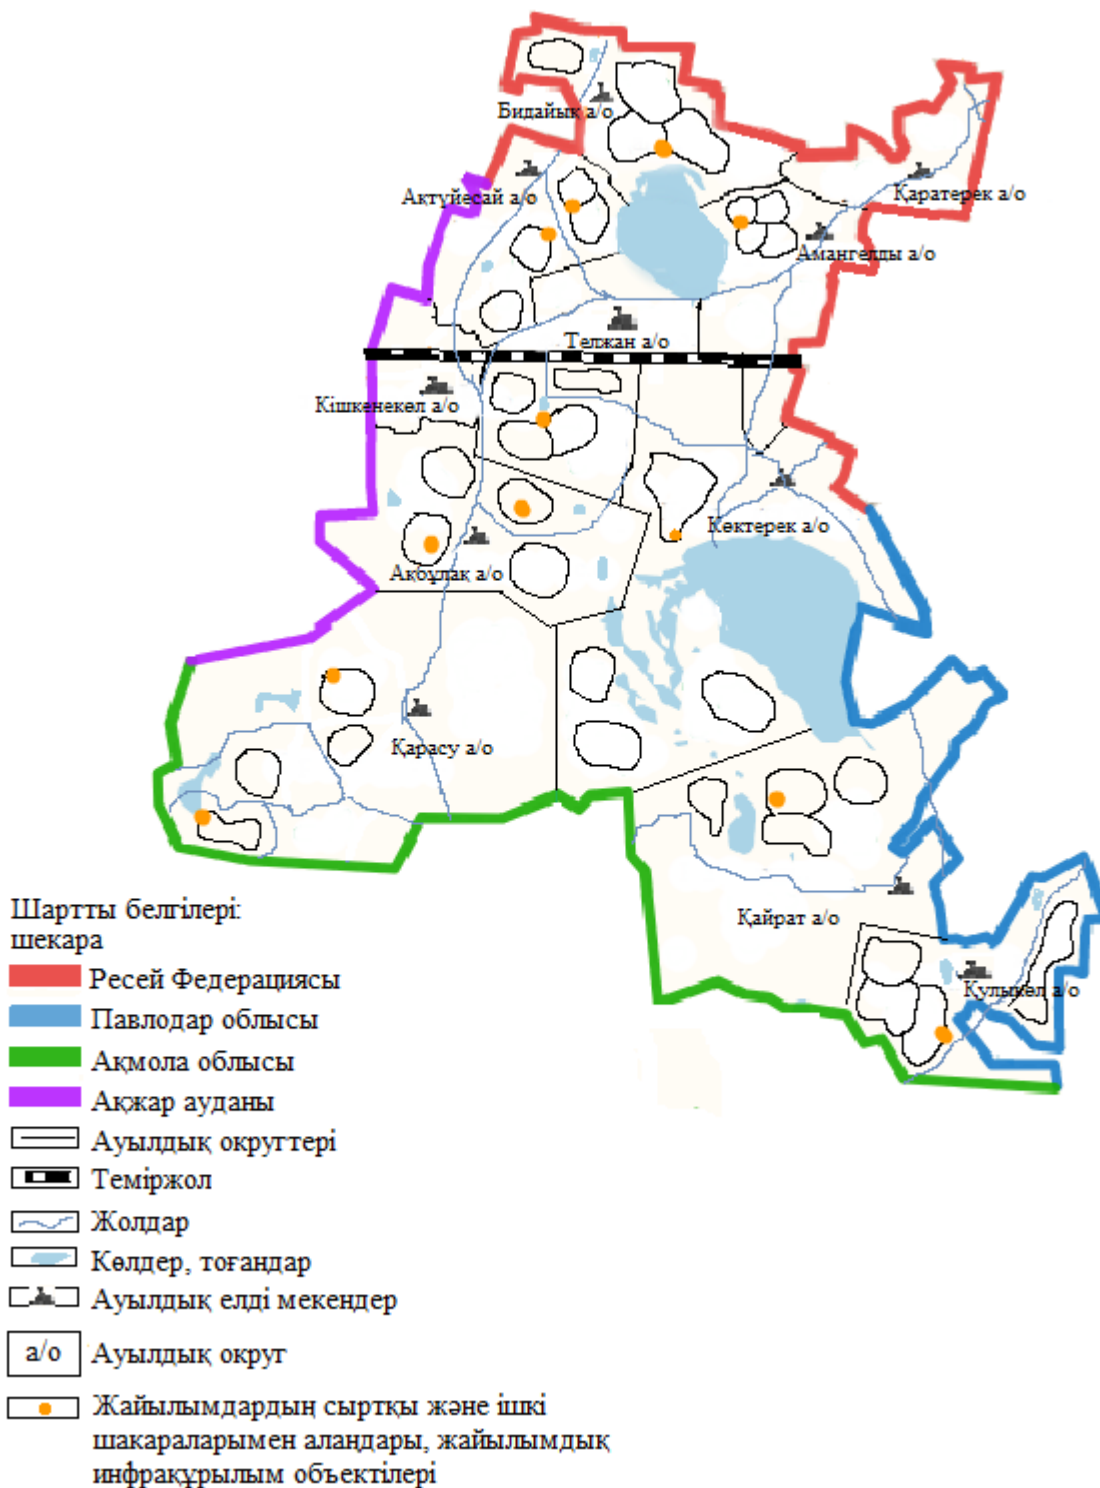 Бидайық а/о
Ақтүйесай а/о
Қаратерек а/о
Амангелды а/о
Телжан а/о
Кішкенекөл а/о
Көктерек а/о
Ақбұлақ а/о
Қарасу а/о
Қайрат а/о
Құлыкөл а/о
Шартты белгілері:
шекара
Ресей Федерациясы
Павлодар облысы
Ақмола облысы
Ақжар ауданы
Ауылдық округтері
Теміржол
Жолдар
Көлдер, тоғандар
Ауылдық елді мекендер
а/о Ауылдық округ
Жайылымдардың сыртқы және ішкі
шакараларымен алаңдары, жайылымдық
инфрақұрылым объектілері